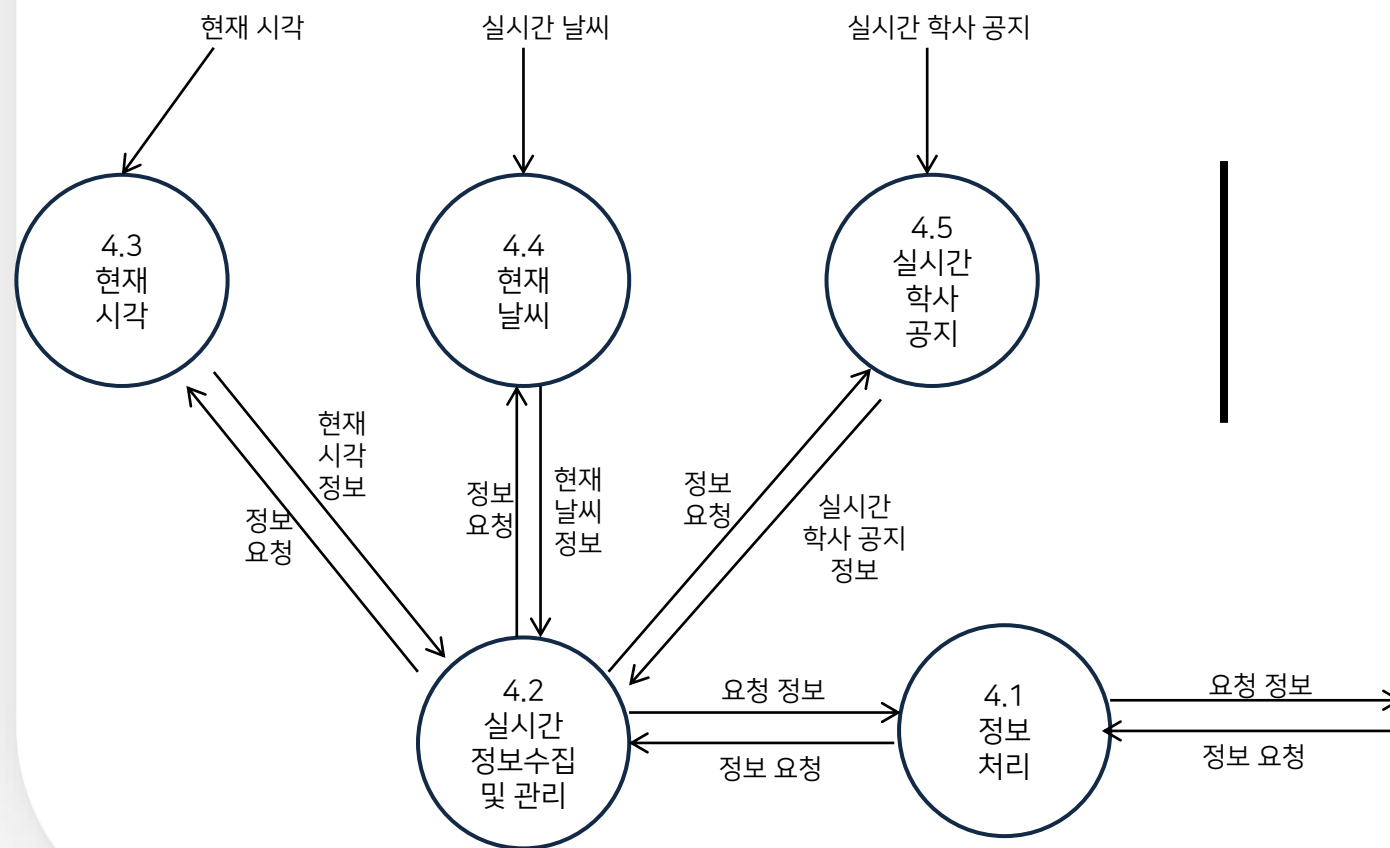 현재 시각
실시간 날씨
실시간 학사 공지
4.3
현재
시각
4.4
현재
날씨
4.5
실시간
학사
공지
현재
시각
정보
정보
요청
정보
요청
현재
날씨
정보
정보
요청
실시간
학사 공지
정보
4.2
실시간
정보수집
및 관리
요청 정보
정보 요청
4.1
정보
처리
요청 정보
정보 요청